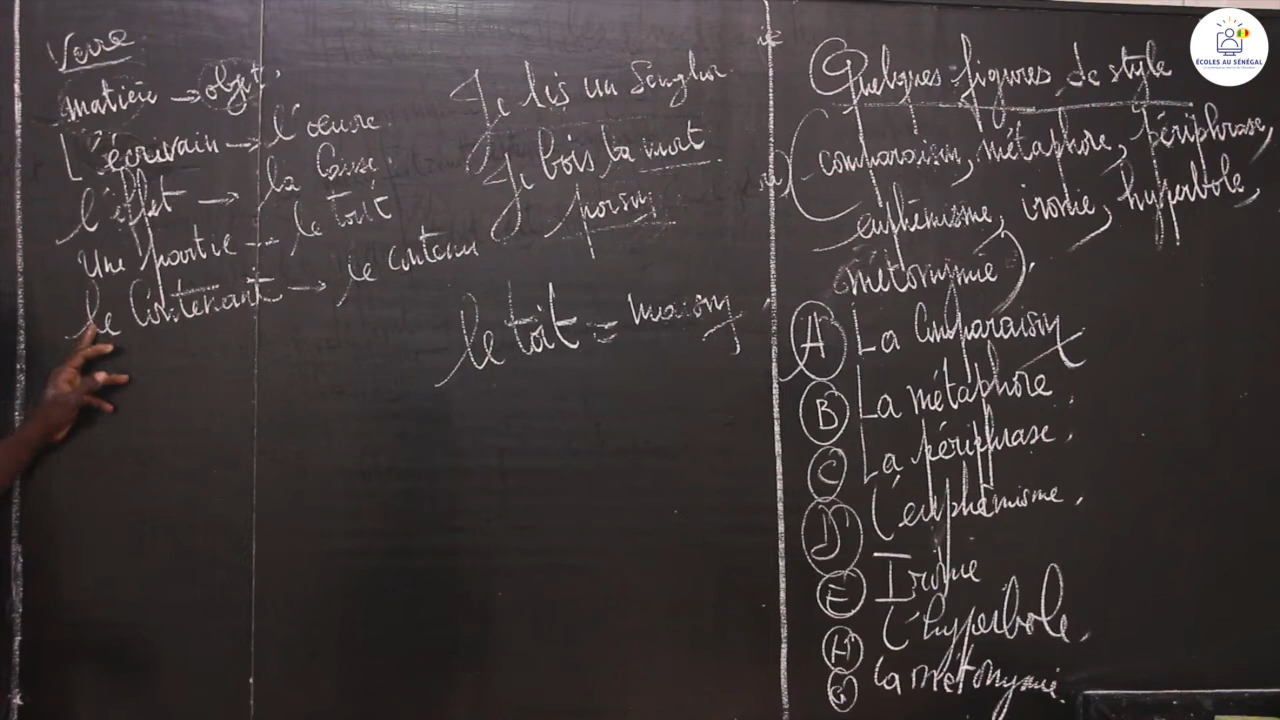 Verre
matière → objet,
L'écrivain → l'œuvre
l'effet → la cause
Une partie → le tout
le Contenant → le contenu
Je lis un Senghor
Je bois la mort
poison
le toit = maison
Quelques figures de style
(comparaison, métaphore, périphrase,
euphémisme, ironie, hyperbole,
métonymie).
A La Comparaison
B La métaphore.
C La périphrase.
D L'euphémisme.
E Ironie
H L'hyperbole.
G La métonymie
ÉCOLES AU SÉNÉGAL